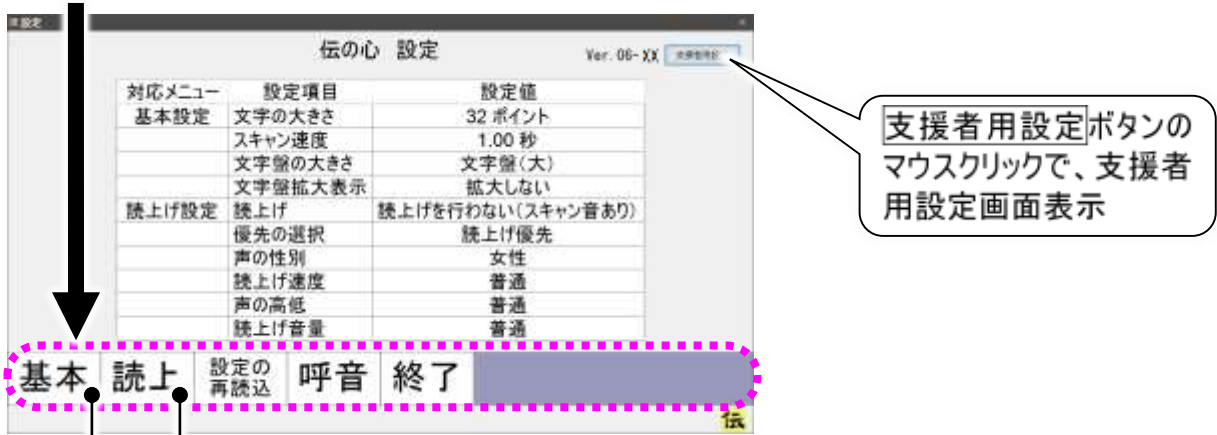 設定
伝の心 設定
Ver. 06-XX
対応メニュー 設定項目 設定値
基本設定 文字の大きさ 32 ポイント
スキャン速度 1.00 秒
文字盤の大きさ 文字盤(大)
文字盤拡大表示 拡大しない
読上げ設定 読上げ 読上げを行わない(スキャン音あり)
優先の選択 読上げ優先
声の性別 女性
読上げ速度 普通
声の高低 普通
読上げ音量 普通
支援者用設定ボタンの
マウスクリックで、支援者
用設定画面表示
基本 読上 設定の 呼音 終了
再読込
伝